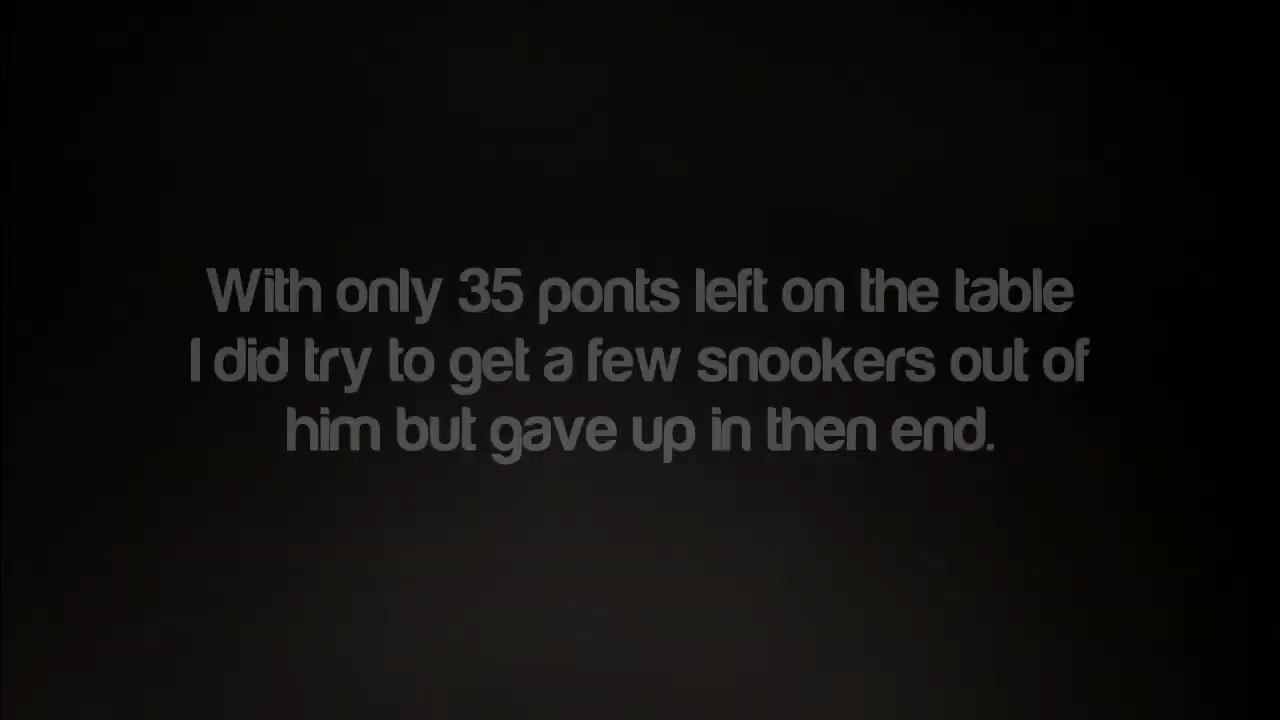 With only 35 ponts left on the table
I did try to get a few snookers out of
him but gave up in then end.